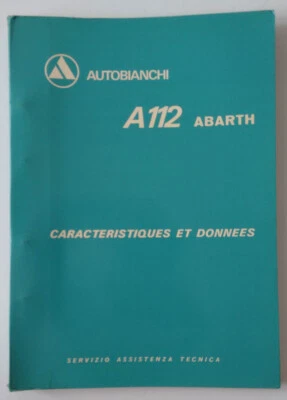 AUTOBIANCHI
A112 ABARTH
CARACTERISTIQUES ET DONNEES
SERVIZIO ASSISTENZA TECNICA